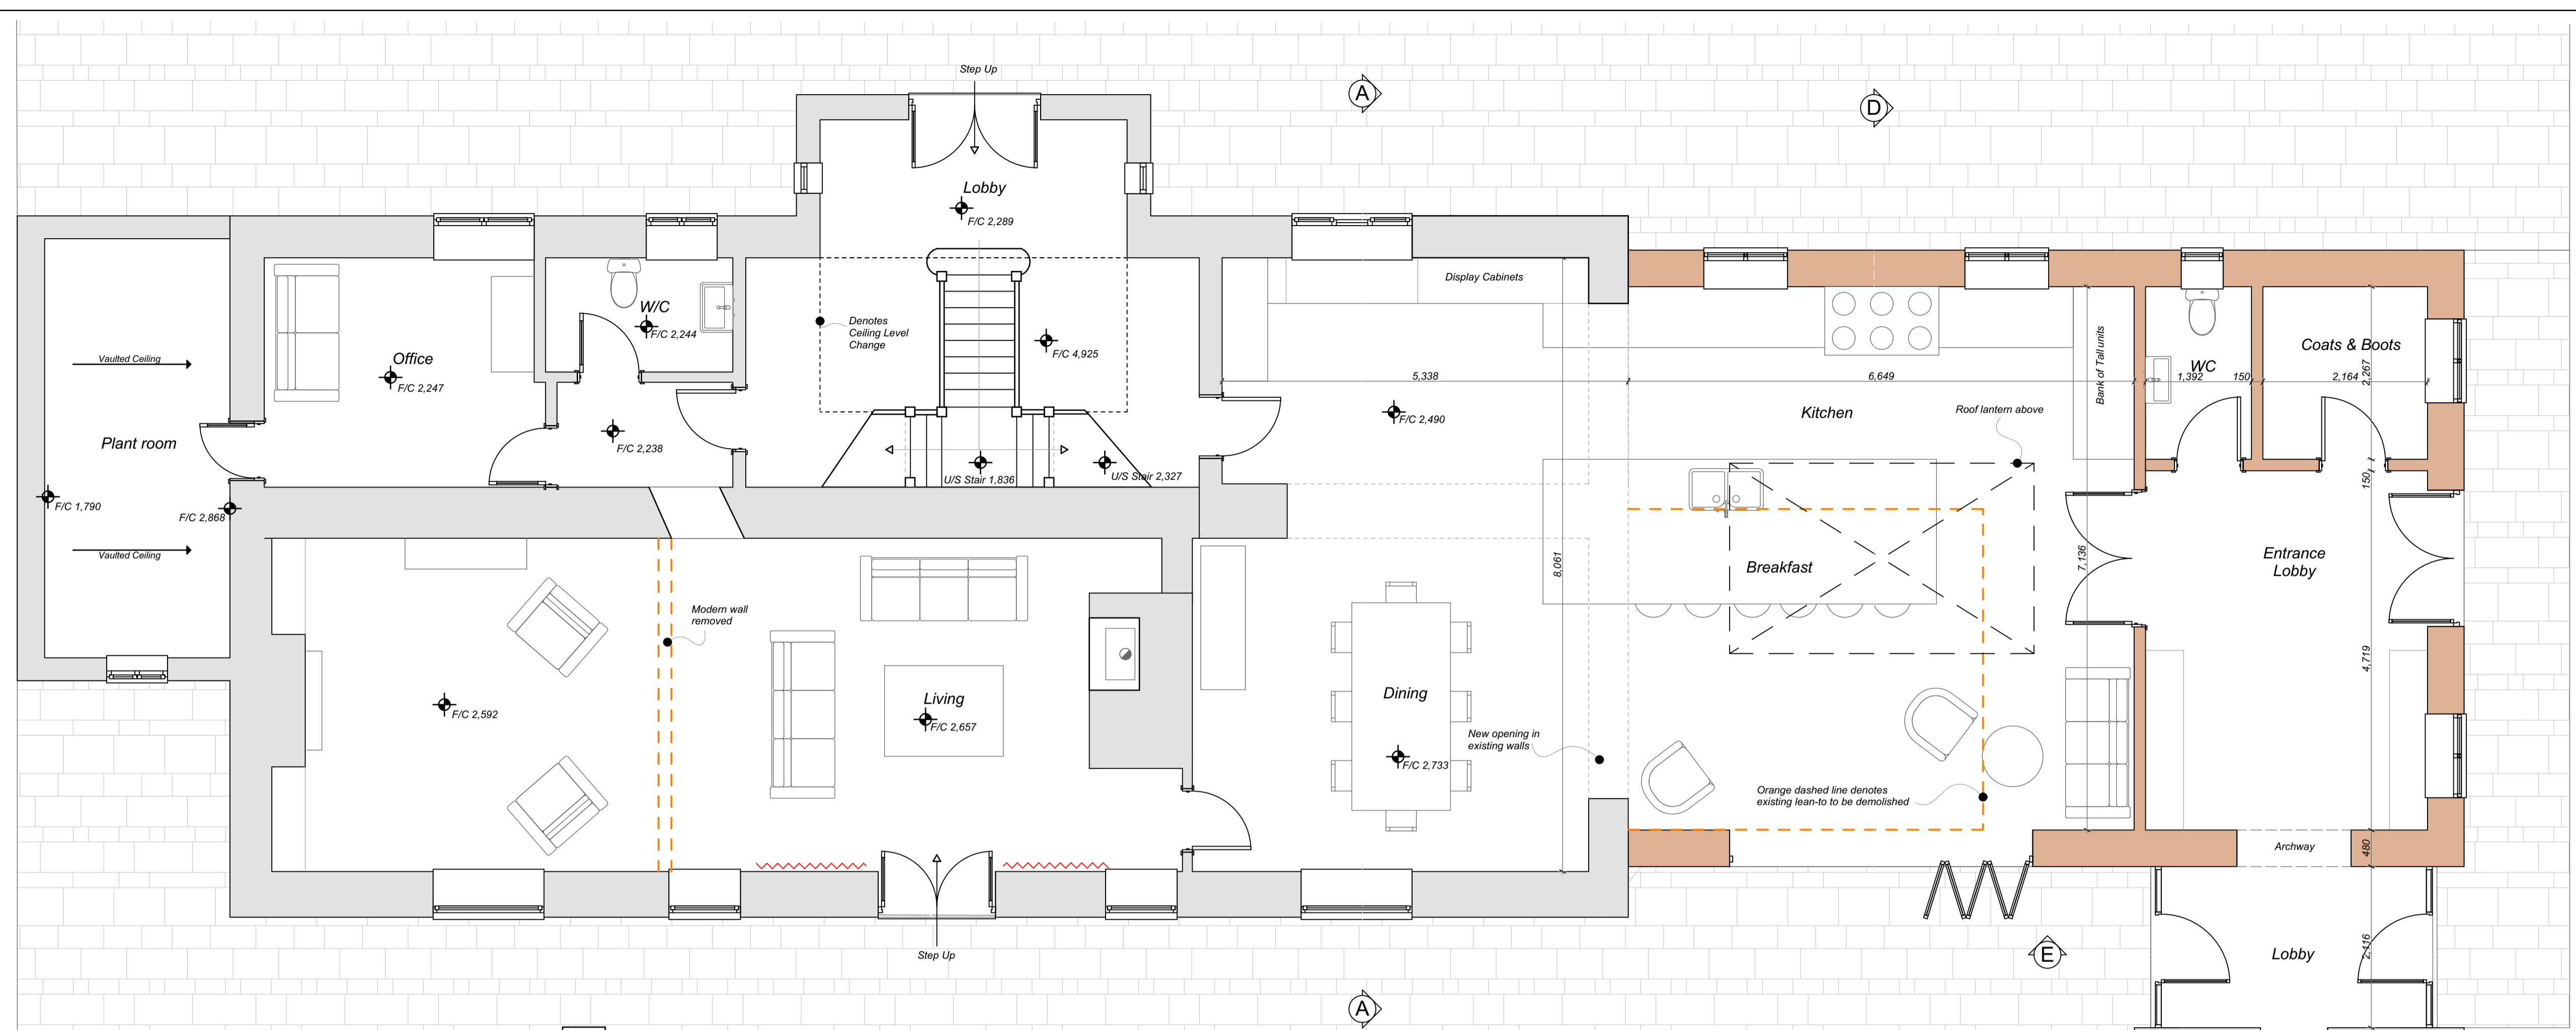 Step Up
A
D
Lobby
F/C 2,289
Display Cabinets
W/C
F/C 2,244
Denotes
Ceiling Level
Change
F/C 4,925
Vaulted Ceiling
Office
F/C 2,247
5,338
6,649
Bank of Tall units
WC
1,392
150
Coats & Boots
2,164
2,267
Kitchen
Roof lantern above
F/C 2,490
Plant room
F/C 2,238
U/S Stair 1,836
U/S Stair 2,327
F/C 1,790
F/C 2,868
150
Vaulted Ceiling
8,061
Breakfast
7,136
Entrance
Lobby
Modern wall
removed
4,719
Living
F/C 2,657
F/C 2,592
Dining
F/C 2,733
New opening in
existing walls
Orange dashed line denotes
existing lean-to to be demolished
Archway
480
Step Up
E
Lobby
2,116
A